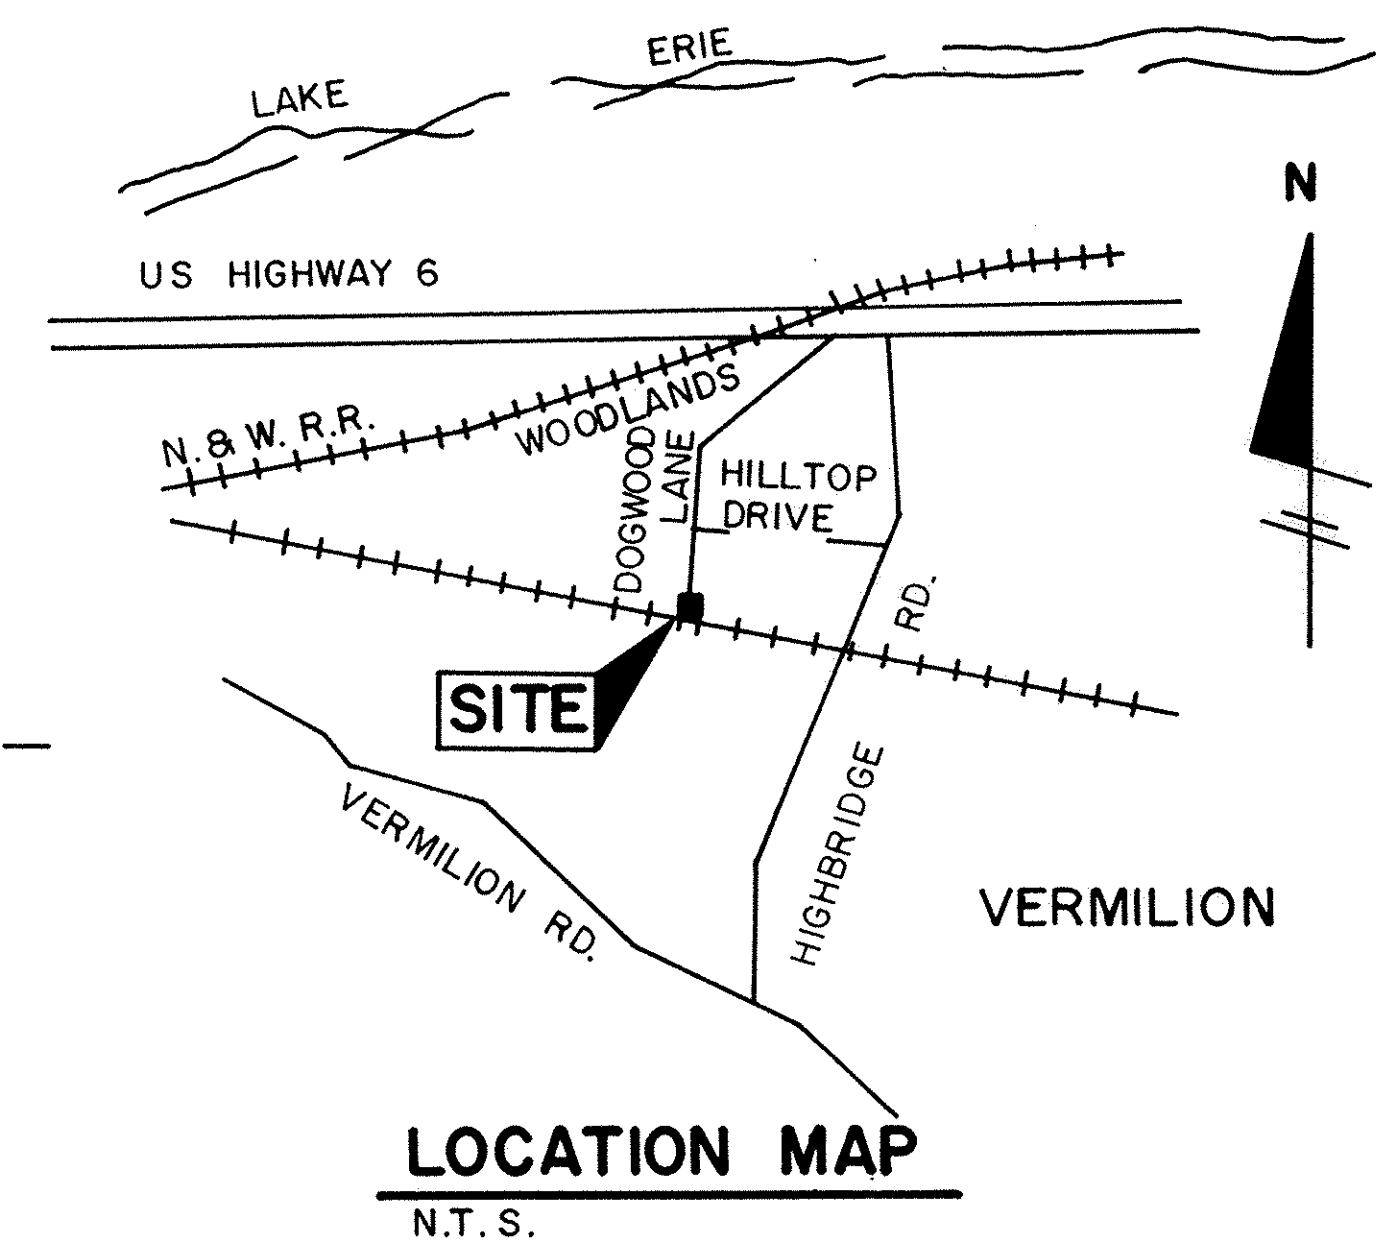 LAKE
ERIE
N
US HIGHWAY 6
N. & W. R.R.
WOODLANDS
DOGWOOD
LANE
HILLTOP
DRIVE
RD.
SITE
HIGHBRIDGE
VERMILION RD.
VERMILION
LOCATION MAP
N.T.S.